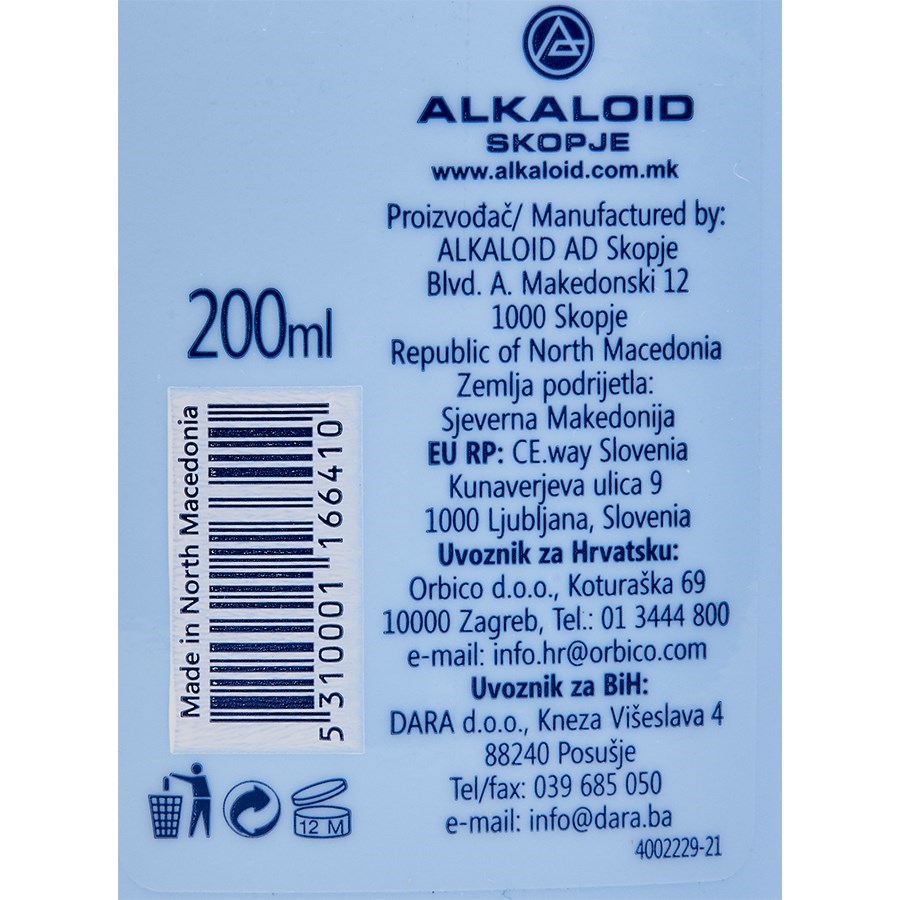 ALKALOID
SKOPJE
www.alkaloid.com.mk
Proizvođač/ Manufactured by:
ALKALOID AD Skopje
Blvd. A. Makedonski 12
1000 Skopje
Republic of North Macedonia
Zemlja podrijetla:
Sjeverna Makedonija
EU RP: CE.way Slovenia
Kunaverjeva ulica 9
1000 Ljubljana, Slovenia
Uvoznik za Hrvatsku:
Orbico d.o.o., Koturaška 69
10000 Zagreb, Tel.: 01 3444 800
e-mail: info.hr@orbico.com
Uvoznik za BiH:
DARA d.o.o., Kneza Višeslava 4
88240 Posušje
Tel/fax: 039 685 050
e-mail: info@dara.ba
4002229-21
200ml
Made in North Macedonia
5310001166410
12 M